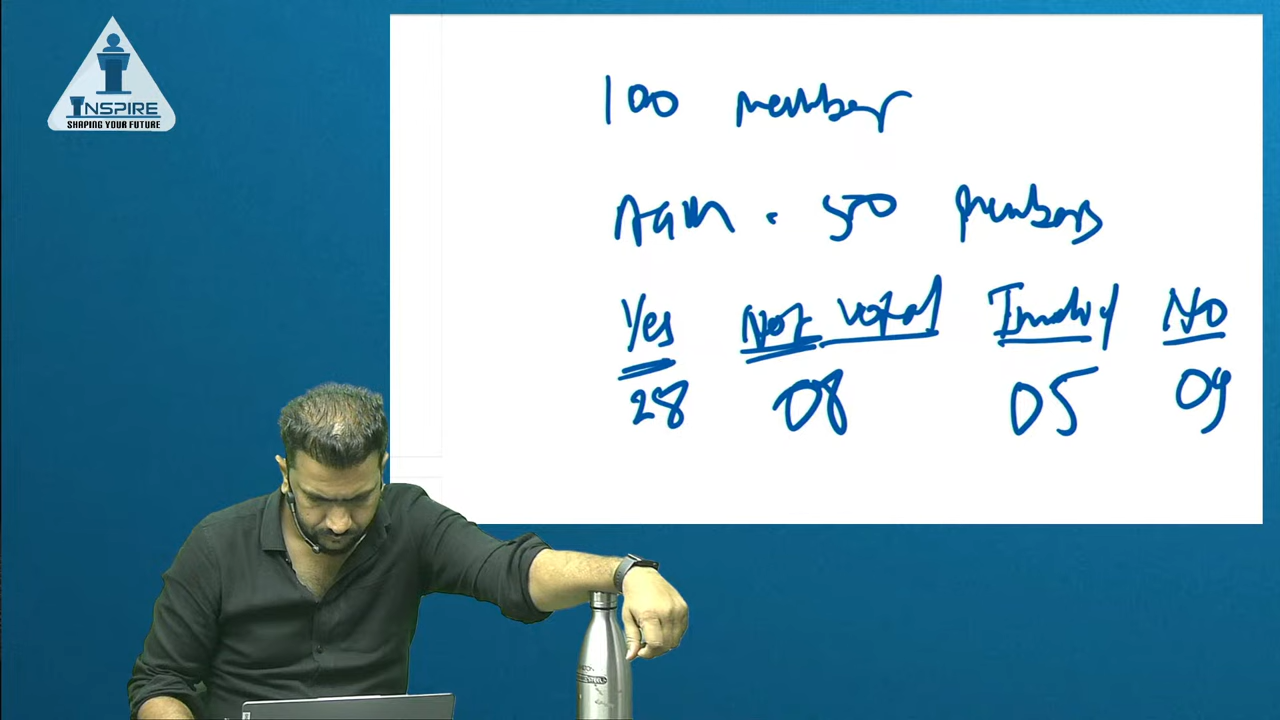 INSPIRE
SHAPING YOUR FUTURE
100 member
AGM . 50 members
Yes Not Voted Invalid No
28 08 05 09